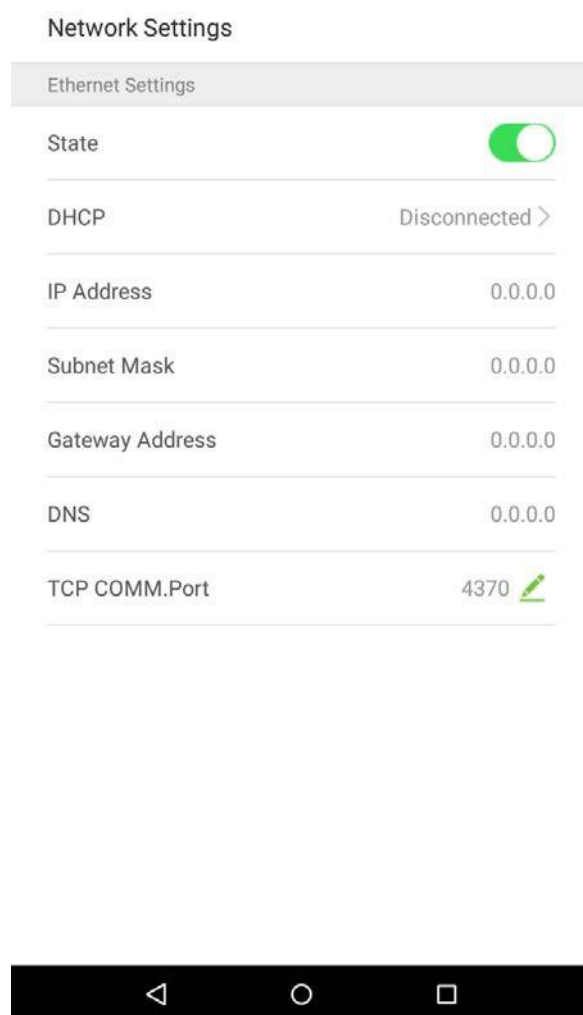 Network Settings
Ethernet Settings
State
DHCP Disconnected
IP Address 0.0.0.0
Subnet Mask 0.0.0.0
Gateway Address 0.0.0.0
DNS 0.0.0.0
TCP COMM.Port 4370